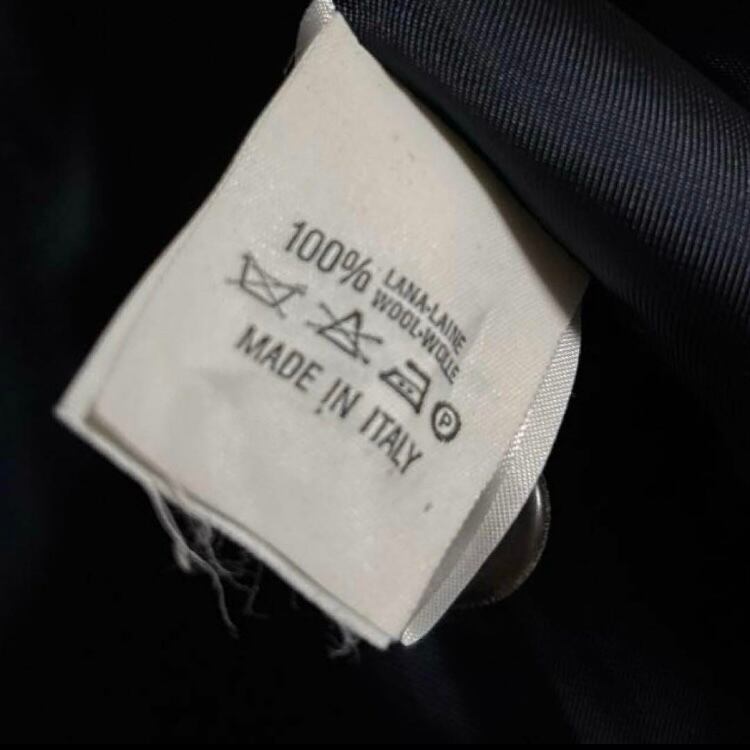 100% LANA-LAINE
WOOL-WOLLE
P
MADE IN ITALY